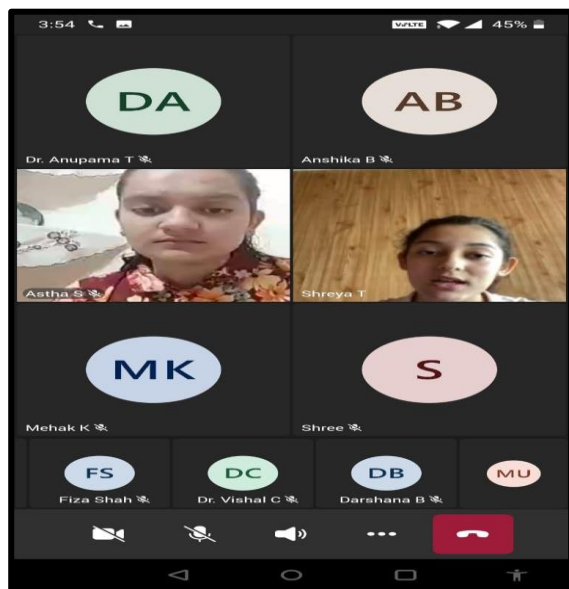 3:54 VoLTE 45%
DA AB
Dr. Anupama T Anshika B
Astha S Shreya T
MK S
Mehak K Shree
FS DC DB MU
Fiza Shah Dr. Vishal C Darshana B